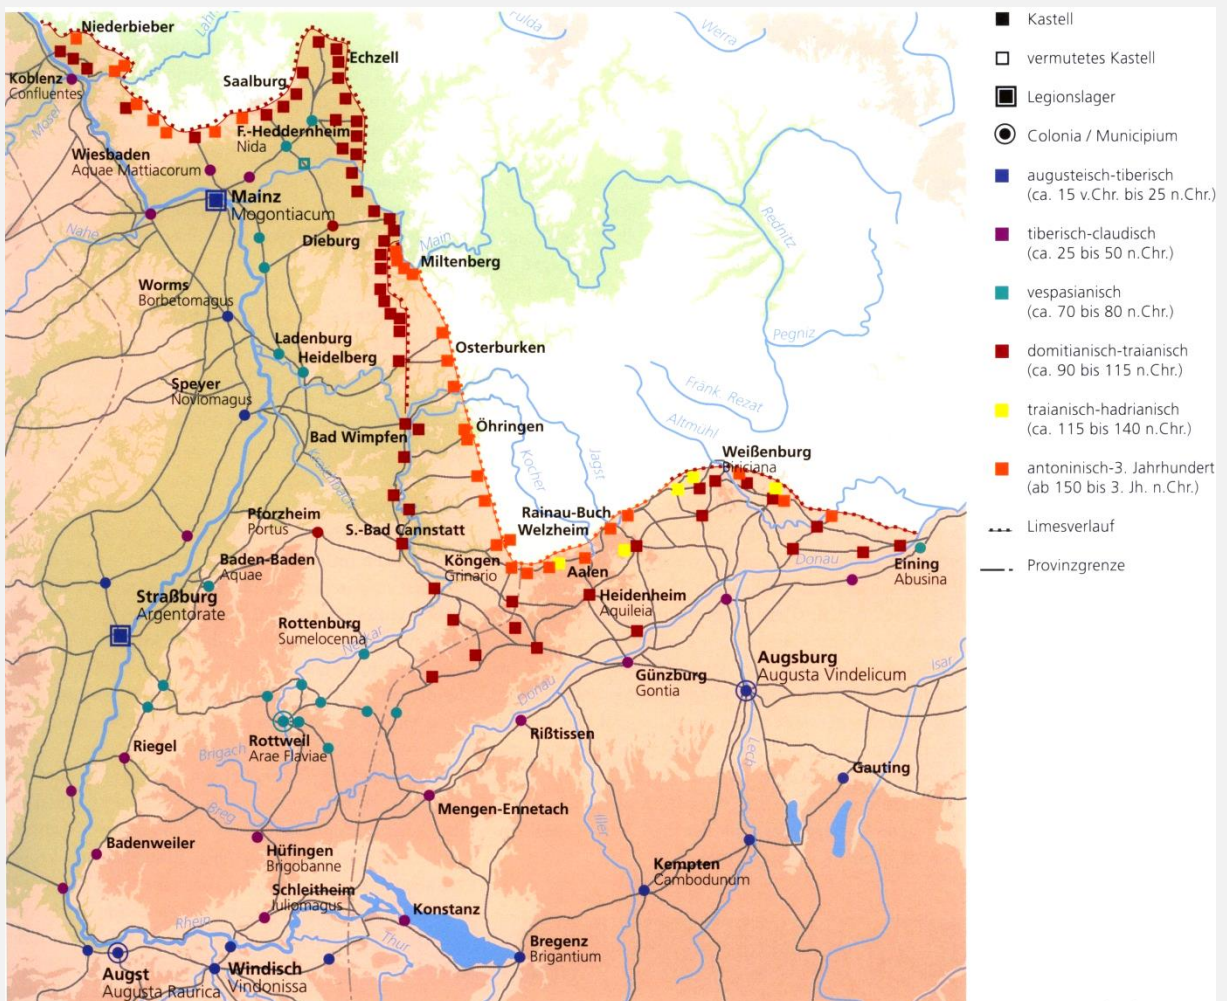 Niederbieber
Lahn
Fulda
Werra
Echzell
Koblenz
Confluentes
Saalburg
Mosel
F.-Heddernheim
Nida
Wiesbaden
Aquae Mattiacorum
Mainz
Mogontiacum
Nahe
Dieburg
Main
Rednitz
Miltenberg
Worms
Borbetomagus
Pegniz
Ladenburg
Osterburken
Heidelberg
Speyer
Noviomagus
Fränk. Rezat
Altmühl
Bad Wimpfen
Öhringen
Kocher
Jagst
Weißenburg
Biriciana
Pforzheim
Portus
S.-Bad Cannstatt
Rainau-Buch
Welzheim
Baden-Baden
Aquae
Köngen
Grinario
Aalen
Donau
Eining
Abusina
Straßburg
Argentorate
Heidenheim
Aquileia
Rottenburg
Sumelocenna
Neckar
Augsburg
Augusta Vindelicum
Isar
Günzburg
Gontia
Donau
Riegel
Brigach
Rottweil
Arae Flaviae
Rißtissen
Lech
Gauting
Breg
Mengen-Ennetach
Iller
Badenweiler
Hüfingen
Brigobanne
Kempten
Cambodunum
Schleitheim
Juliomagus
Rhein
Konstanz
Thur
Bregenz
Brigantium
Augst
Augusta Raurica
Windisch
Vindonissa
Kastell
vermutetes Kastell
Legionslager
Colonia / Municipium
augusteisch-tiberisch
(ca. 15 v.Chr. bis 25 n.Chr.)
tiberisch-claudisch
(ca. 25 bis 50 n.Chr.)
vespasianisch
(ca. 70 bis 80 n.Chr.)
domitianisch-traianisch
(ca. 90 bis 115 n.Chr.)
traianisch-hadrianisch
(ca. 115 bis 140 n.Chr.)
antoninisch-3. Jahrhundert
(ab 150 bis 3. Jh. n.Chr.)
Limesverlauf
Provinzgrenze